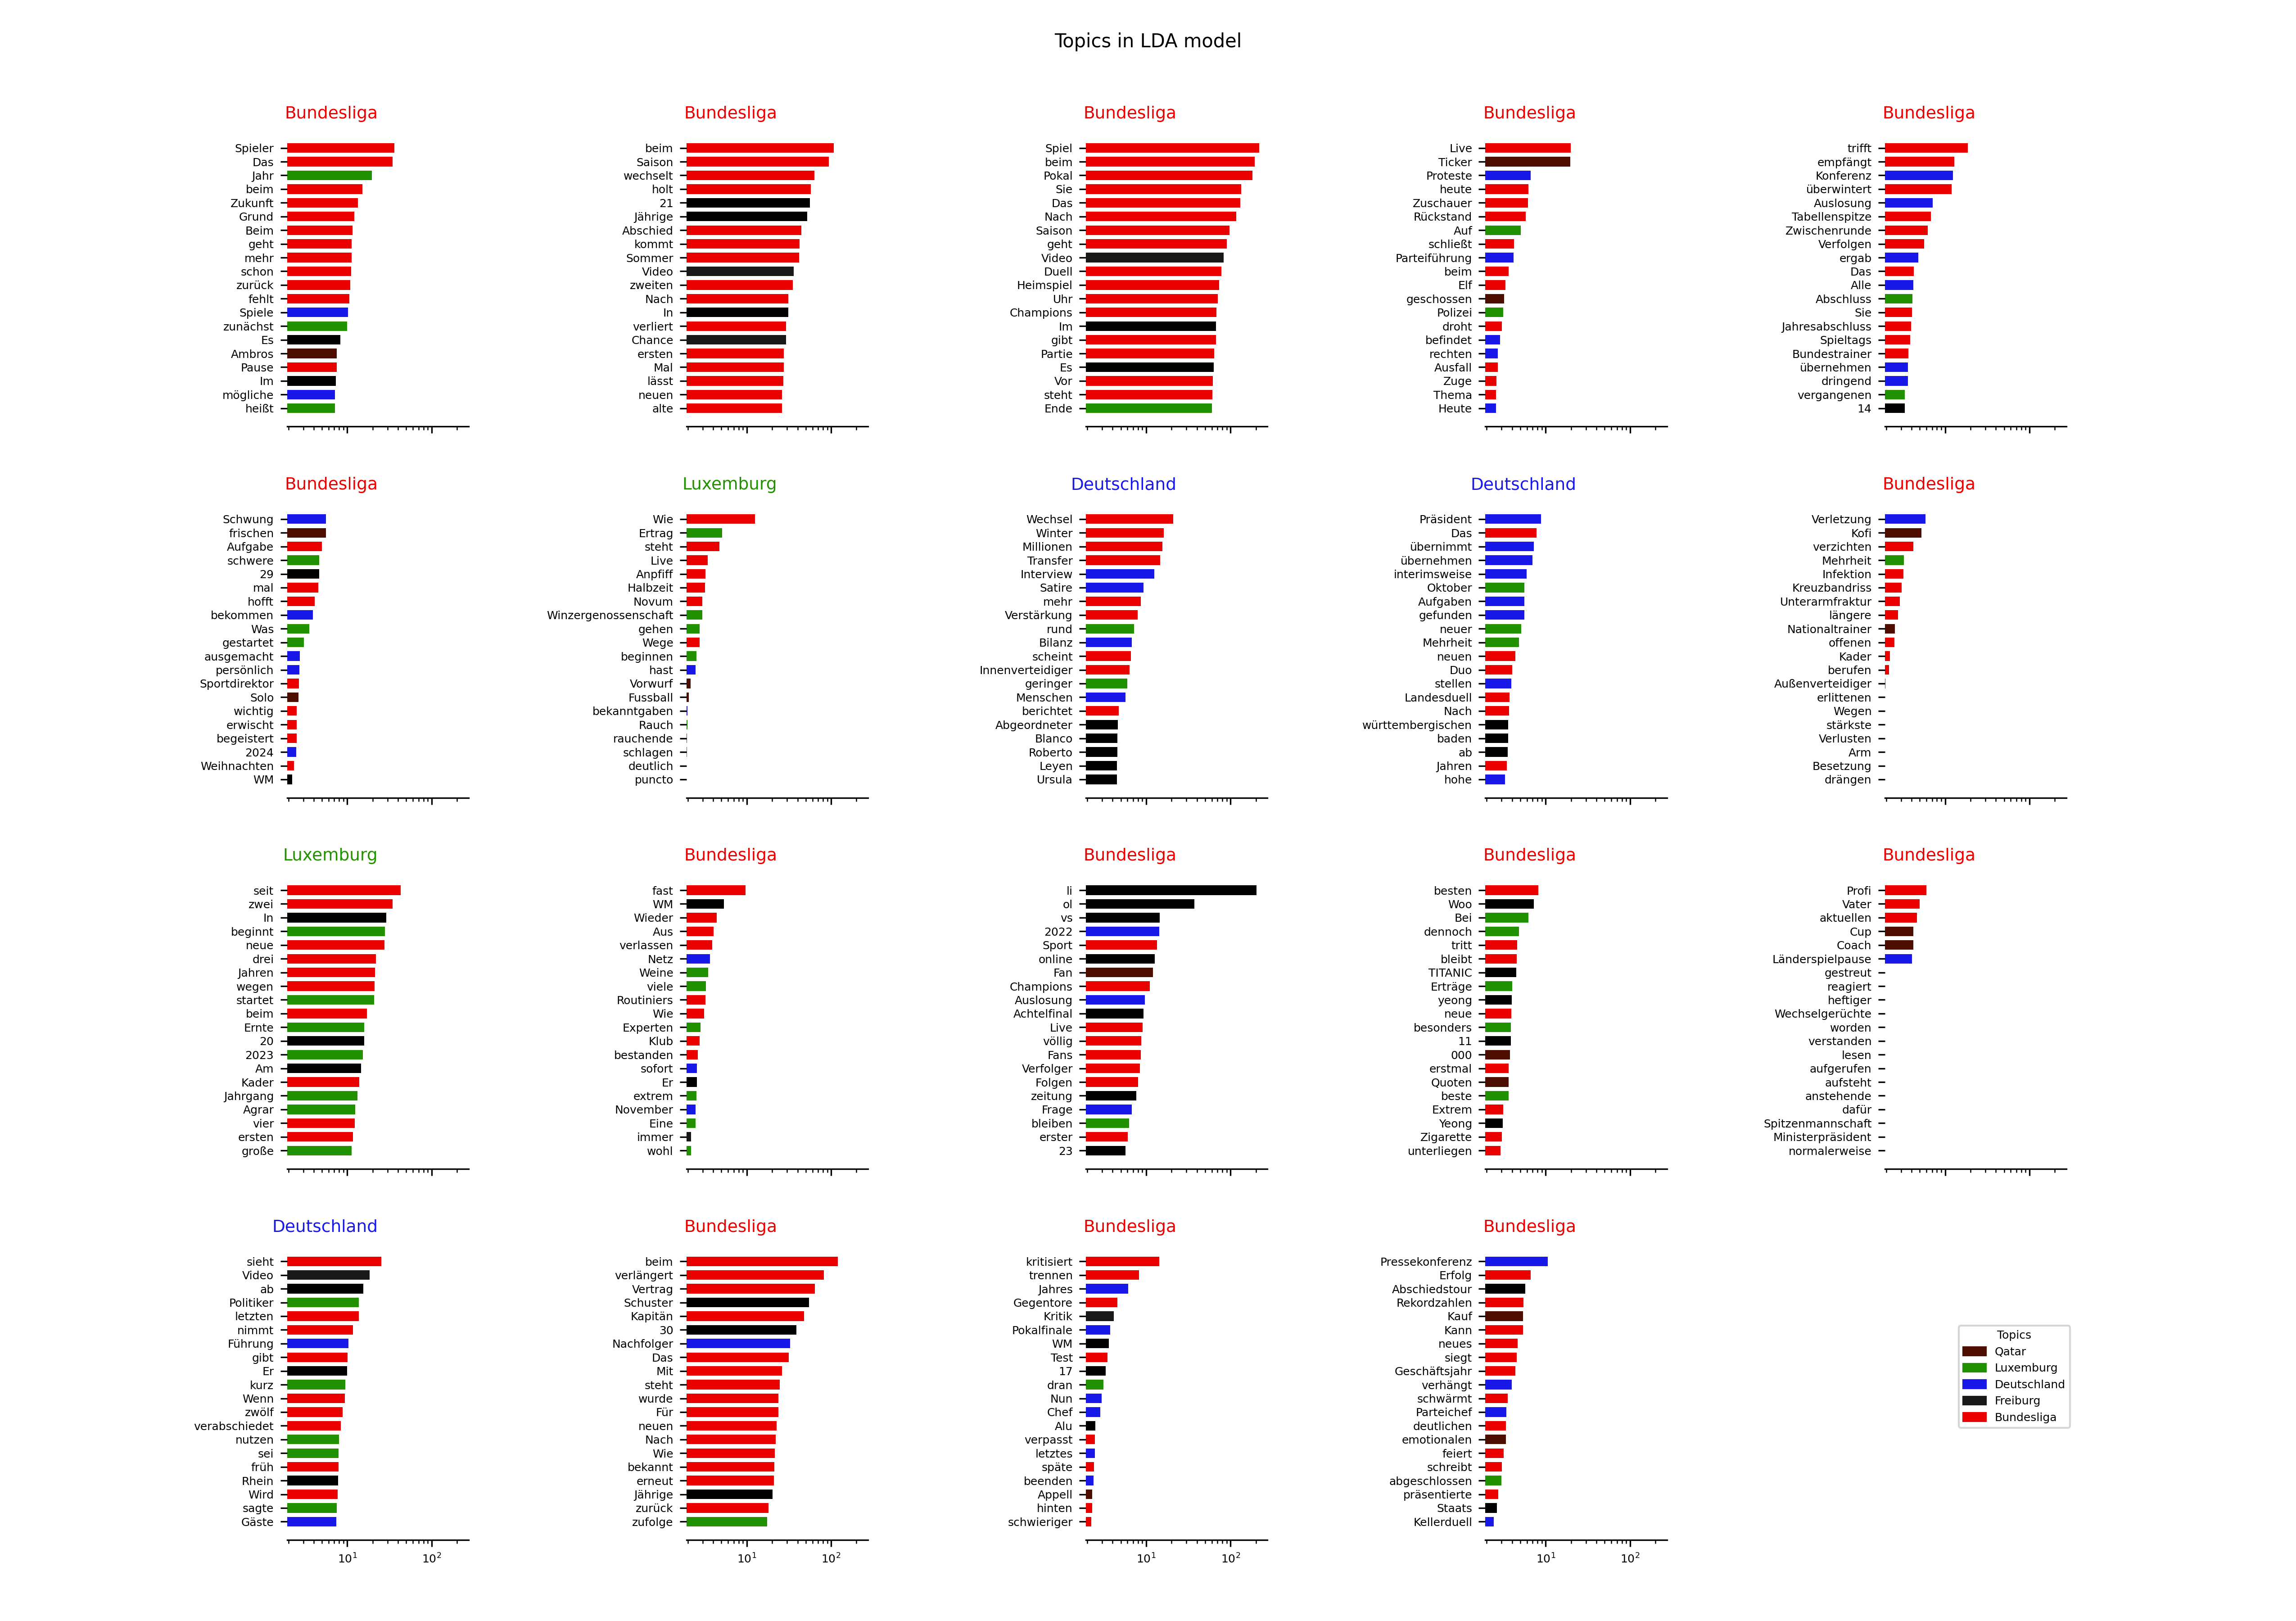 Topics in LDA model
Bundesliga
Spieler
Das
Jahr
beim
Zukunft
Grund
Beim
geht
mehr
schon
zurück
fehlt
Spiele
zunächst
Es
Ambros
Pause
Im
mögliche
heißt
Bundesliga
beim
Saison
wechselt
holt
21
Jährige
Abschied
kommt
Sommer
Video
zweiten
Nach
In
verliert
Chance
ersten
Mal
lässt
neuen
alte
Bundesliga
Spiel
beim
Pokal
Sie
Das
Nach
Saison
geht
Video
Duell
Heimspiel
Uhr
Champions
Im
gibt
Partie
Es
Vor
steht
Ende
Bundesliga
Live
Ticker
Proteste
heute
Zuschauer
Rückstand
Auf
schließt
Parteiführung
beim
Elf
geschossen
Polizei
droht
befindet
rechten
Ausfall
Zuge
Thema
Heute
Bundesliga
trifft
empfängt
Konferenz
überwintert
Auslosung
Tabellenspitze
Zwischenrunde
Verfolgen
ergab
Das
Alle
Abschluss
Sie
Jahresabschluss
Spieltags
Bundestrainer
übernehmen
dringend
vergangenen
14
Bundesliga
Schwung
frischen
Aufgabe
schwere
29
mal
hofft
bekommen
Was
gestartet
ausgemacht
persönlich
Sportdirektor
Solo
wichtig
erwischt
begeistert
2024
Weihnachten
WM
Luxemburg
Wie
Ertrag
steht
Live
Anpfiff
Halbzeit
Novum
Winzergenossenschaft
gehen
Wege
beginnen
hast
Vorwurf
Fussball
bekanntgaben
Rauch
rauchende
schlagen
deutlich
puncto
Deutschland
Wechsel
Winter
Millionen
Transfer
Interview
Satire
mehr
Verstärkung
rund
Bilanz
scheint
Innenverteidiger
geringer
Menschen
berichtet
Abgeordneter
Blanco
Roberto
Leyen
Ursula
Deutschland
Präsident
Das
übernimmt
übernehmen
interimsweise
Oktober
Aufgaben
gefunden
neuer
Mehrheit
neuen
Duo
stellen
Landesduell
Nach
württembergischen
baden
ab
Jahren
hohe
Bundesliga
Verletzung
Kofi
verzichten
Mehrheit
Infektion
Kreuzbandriss
Unterarmfraktur
längere
Nationaltrainer
offenen
Kader
berufen
Außenverteidiger
erlittenen
Wegen
stärkste
Verlusten
Arm
Besetzung
drängen
Luxemburg
seit
zwei
In
beginnt
neue
drei
Jahren
wegen
startet
beim
Ernte
20
2023
Am
Kader
Jahrgang
Agrar
vier
ersten
große
Bundesliga
fast
WM
Wieder
Aus
verlassen
Netz
Weine
viele
Routiniers
Wie
Experten
Klub
bestanden
sofort
Er
extrem
November
Eine
immer
wohl
Bundesliga
li
ol
vs
2022
Sport
online
Fan
Champions
Auslosung
Achtelfinal
Live
völlig
Fans
Verfolger
Folgen
zeitung
Frage
bleiben
erster
23
Bundesliga
besten
Woo
Bei
dennoch
tritt
bleibt
TITANIC
Erträge
yeong
neue
besonders
11
000
erstmal
Quoten
beste
Extrem
Yeong
Zigarette
unterliegen
Bundesliga
Profi
Vater
aktuellen
Cup
Coach
Länderspielpause
gestreut
reagiert
heftiger
Wechselgerüchte
worden
verstanden
lesen
aufgerufen
aufsteht
anstehende
dafür
Spitzenmannschaft
Ministerpräsident
normalerweise
Deutschland
sieht
Video
ab
Politiker
letzten
nimmt
Führung
gibt
Er
kurz
Wenn
zwölf
verabschiedet
nutzen
sei
früh
Rhein
Wird
sagte
Gäste
10¹ 10²
Bundesliga
beim
verlängert
Vertrag
Schuster
Kapitän
30
Nachfolger
Das
Mit
steht
wurde
Für
neuen
Nach
Wie
bekannt
erneut
Jährige
zurück
zufolge
10¹ 10²
Bundesliga
kritisiert
trennen
Jahres
Gegentore
Kritik
Pokalfinale
WM
Test
17
dran
Nun
Chef
Alu
verpasst
letztes
späte
beenden
Appell
hinten
schwieriger
10¹ 10²
Bundesliga
Pressekonferenz
Erfolg
Abschiedstour
Rekordzahlen
Kauf
Kann
neues
siegt
Geschäftsjahr
verhängt
schwärmt
Parteichef
deutlichen
emotionalen
feiert
schreibt
abgeschlossen
präsentierte
Staats
Kellerduell
10¹ 10²
Topics
Qatar
Luxemburg
Deutschland
Freiburg
Bundesliga